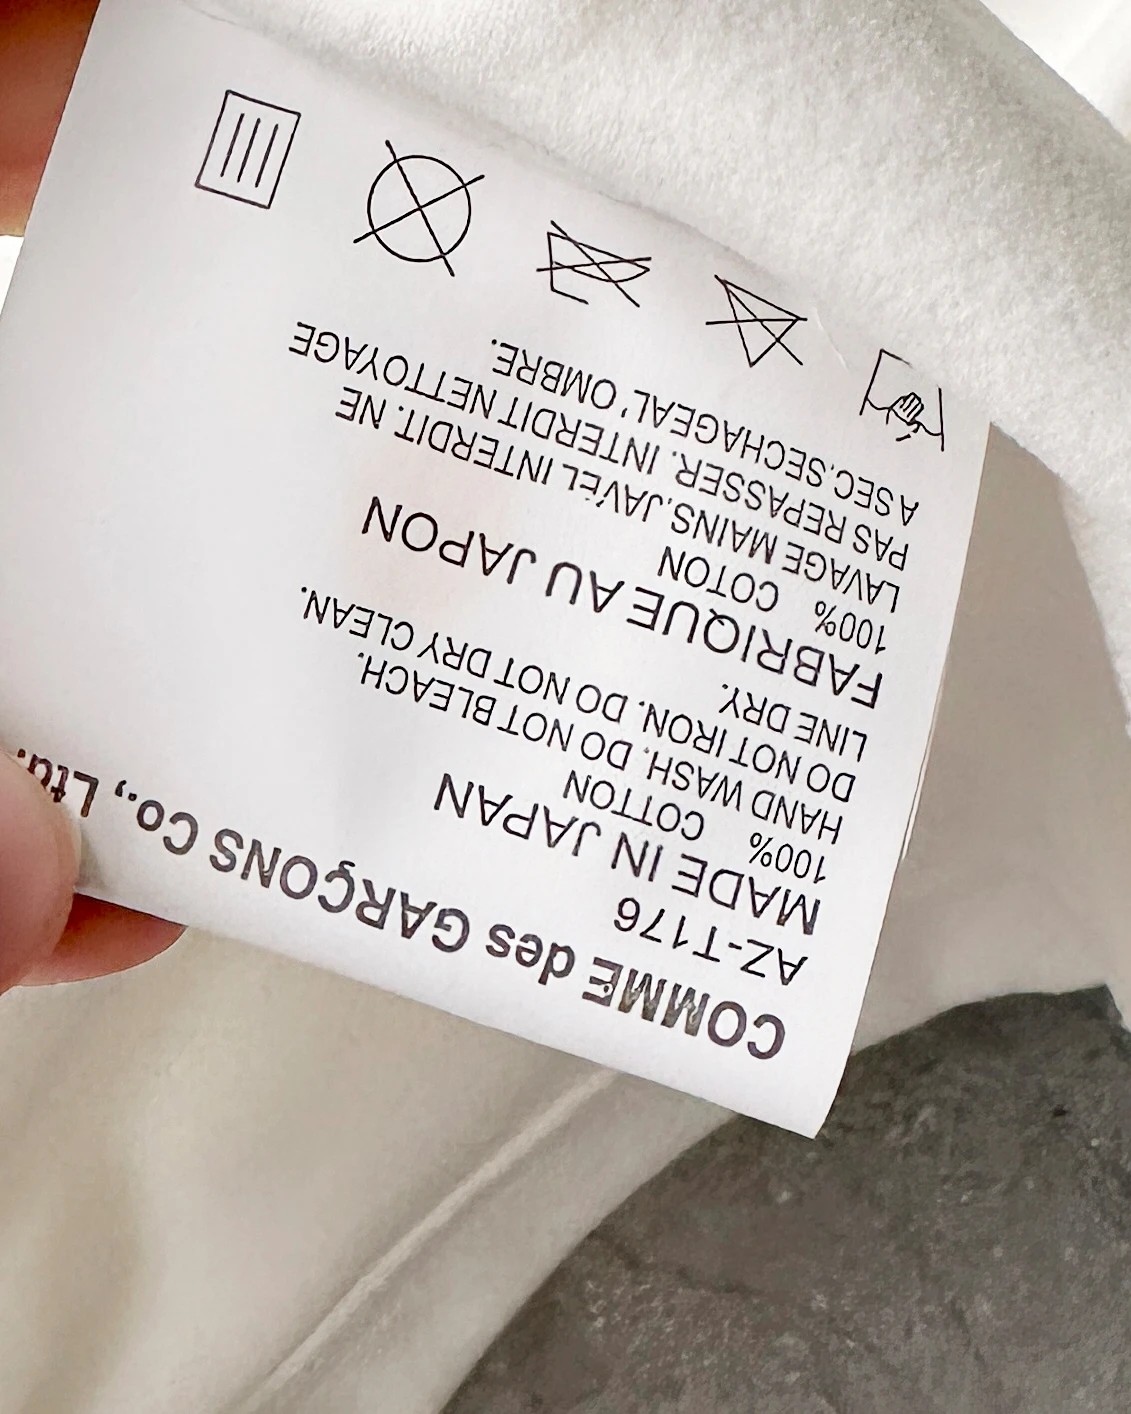 COMME des GARÇONS Co., Ltd.
AZ-T176
MADE IN JAPAN
100% COTTON
HAND WASH. DO NOT BLEACH.
DO NOT IRON. DO NOT DRY CLEAN.
LINE DRY.
FABRIQUE AU JAPON
100% COTON
LAVAGE MAINS.JAVEL INTERDIT. NE
PAS REPASSER. INTERDIT NETTOYAGE
A SEC.SECHAGEAL' OMBRE.